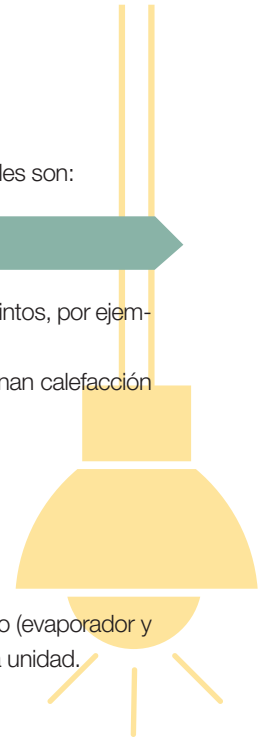 les son:
intos, por ejem-
nan calefacción
o (evaporador y
a unidad.